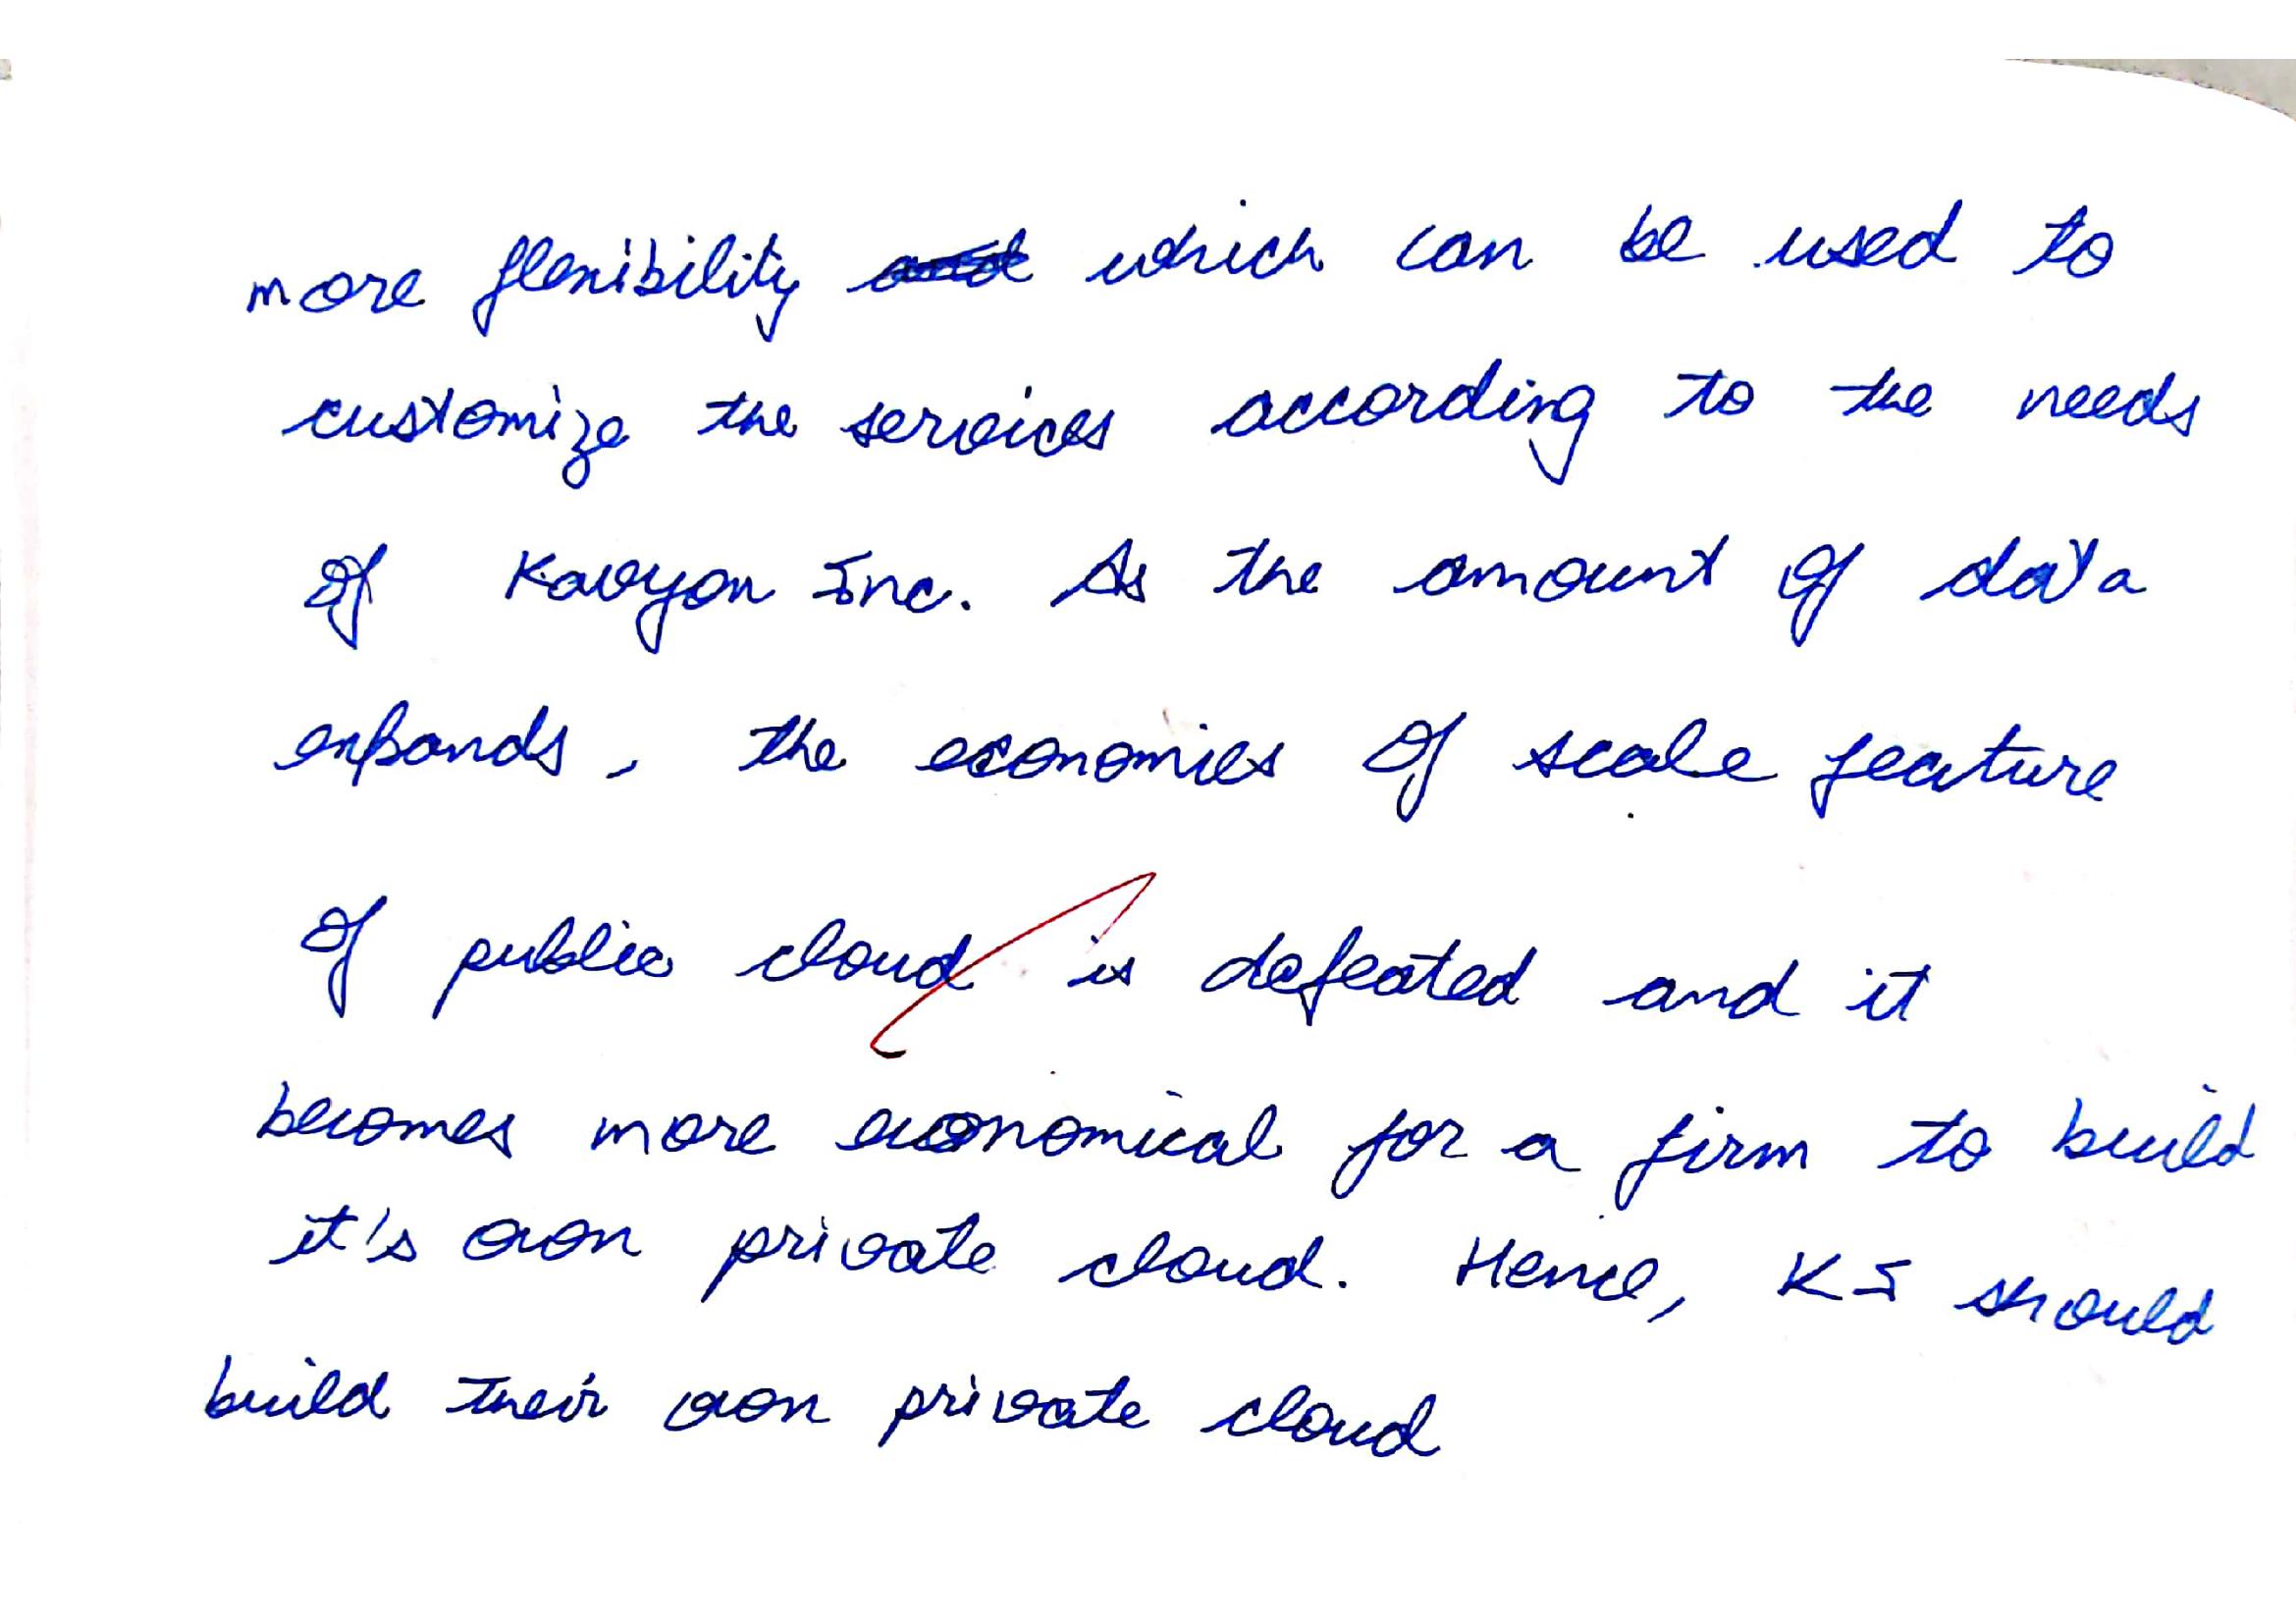 more flexibility which can be used to
customize the services according to the needs
of Kavyon Inc. As the amount of data
expands, the economies of scale feature
of public cloud is defeated and it
becomes more economical for a firm to build
it's own private cloud. Hence, KI should
build their own private cloud